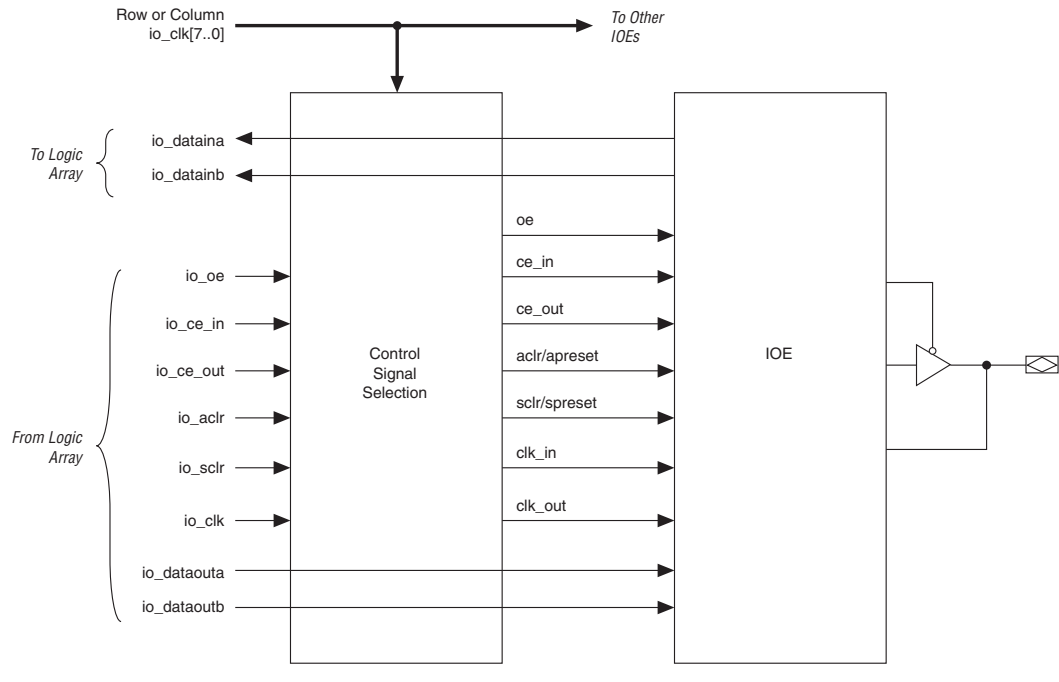 Row or Column
io_clk[7..0]
To Other
IOEs
To Logic
Array
io_dataina
io_datainb
oe
ce_in
ce_out
aclr/apreset
sclr/spreset
clk_in
clk_out
From Logic
Array
io_oe
io_ce_in
io_ce_out
io_aclr
io_sclr
io_clk
io_dataouta
io_dataoutb
Control
Signal
Selection
IOE